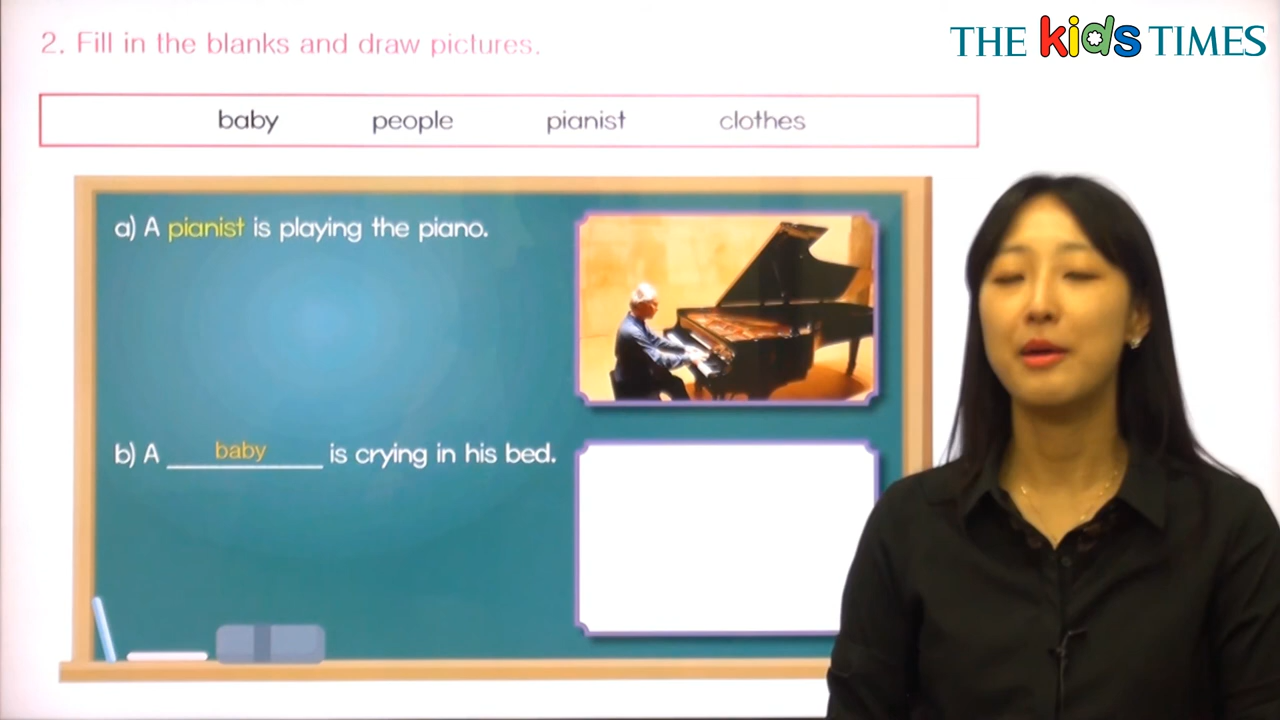 2. Fill in the blanks and draw pictures.
THE kids TIMES
baby people pianist clothes
a) A pianist is playing the piano.
b) A baby is crying in his bed.